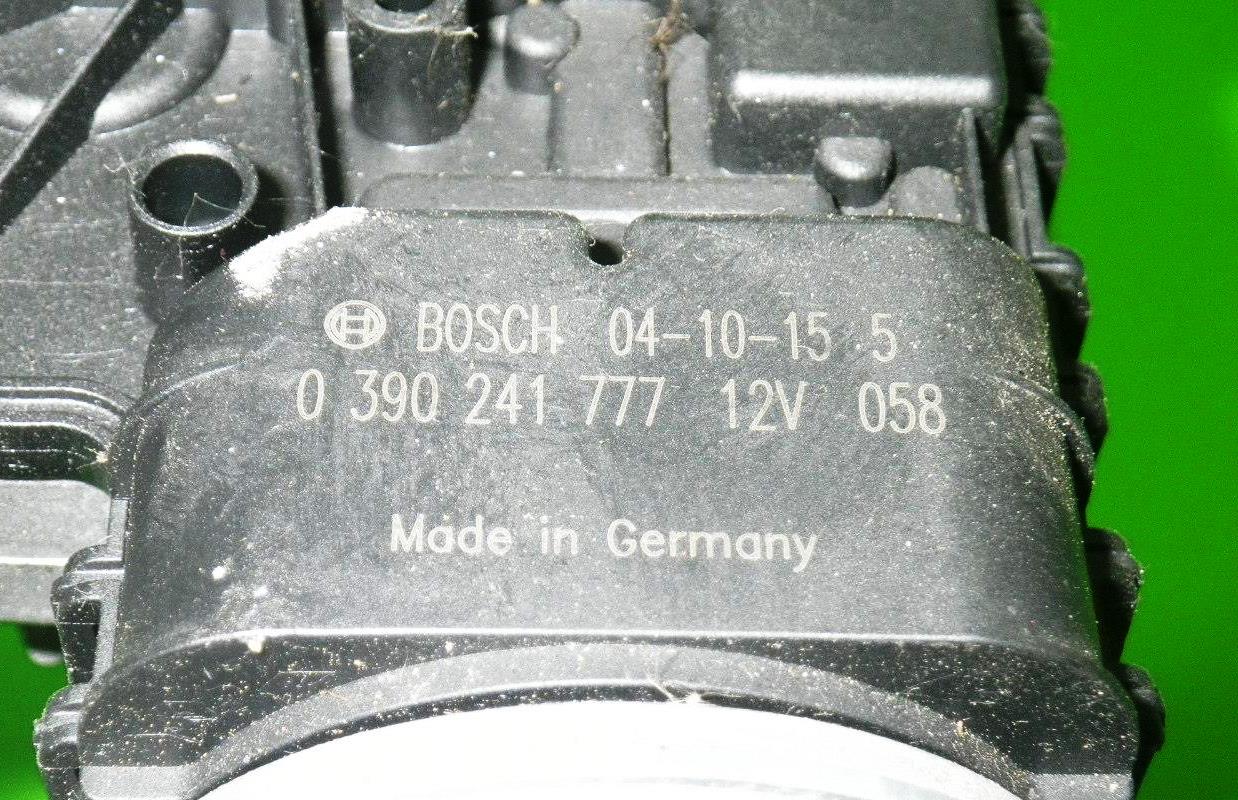 BOSCH 04-10-15 5
0 390 241 777 12V 058
Made in Germany